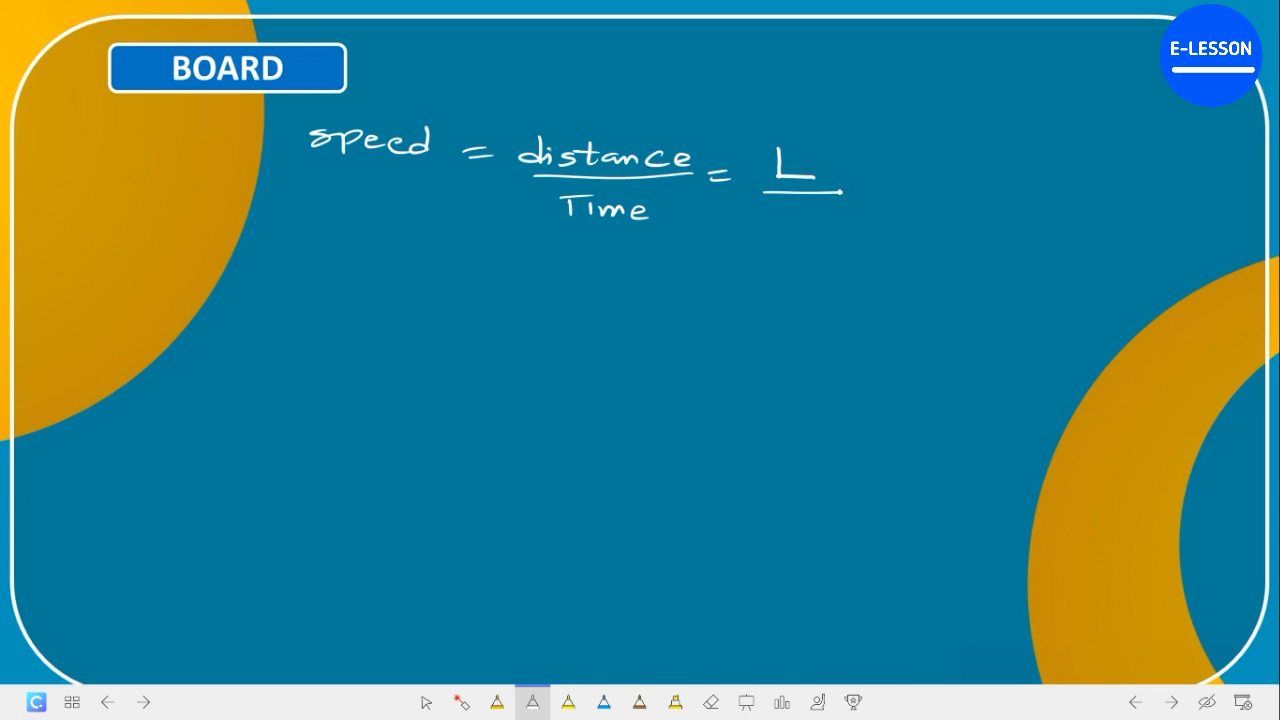 E-LESSON
BOARD
speed = distance = L
Time